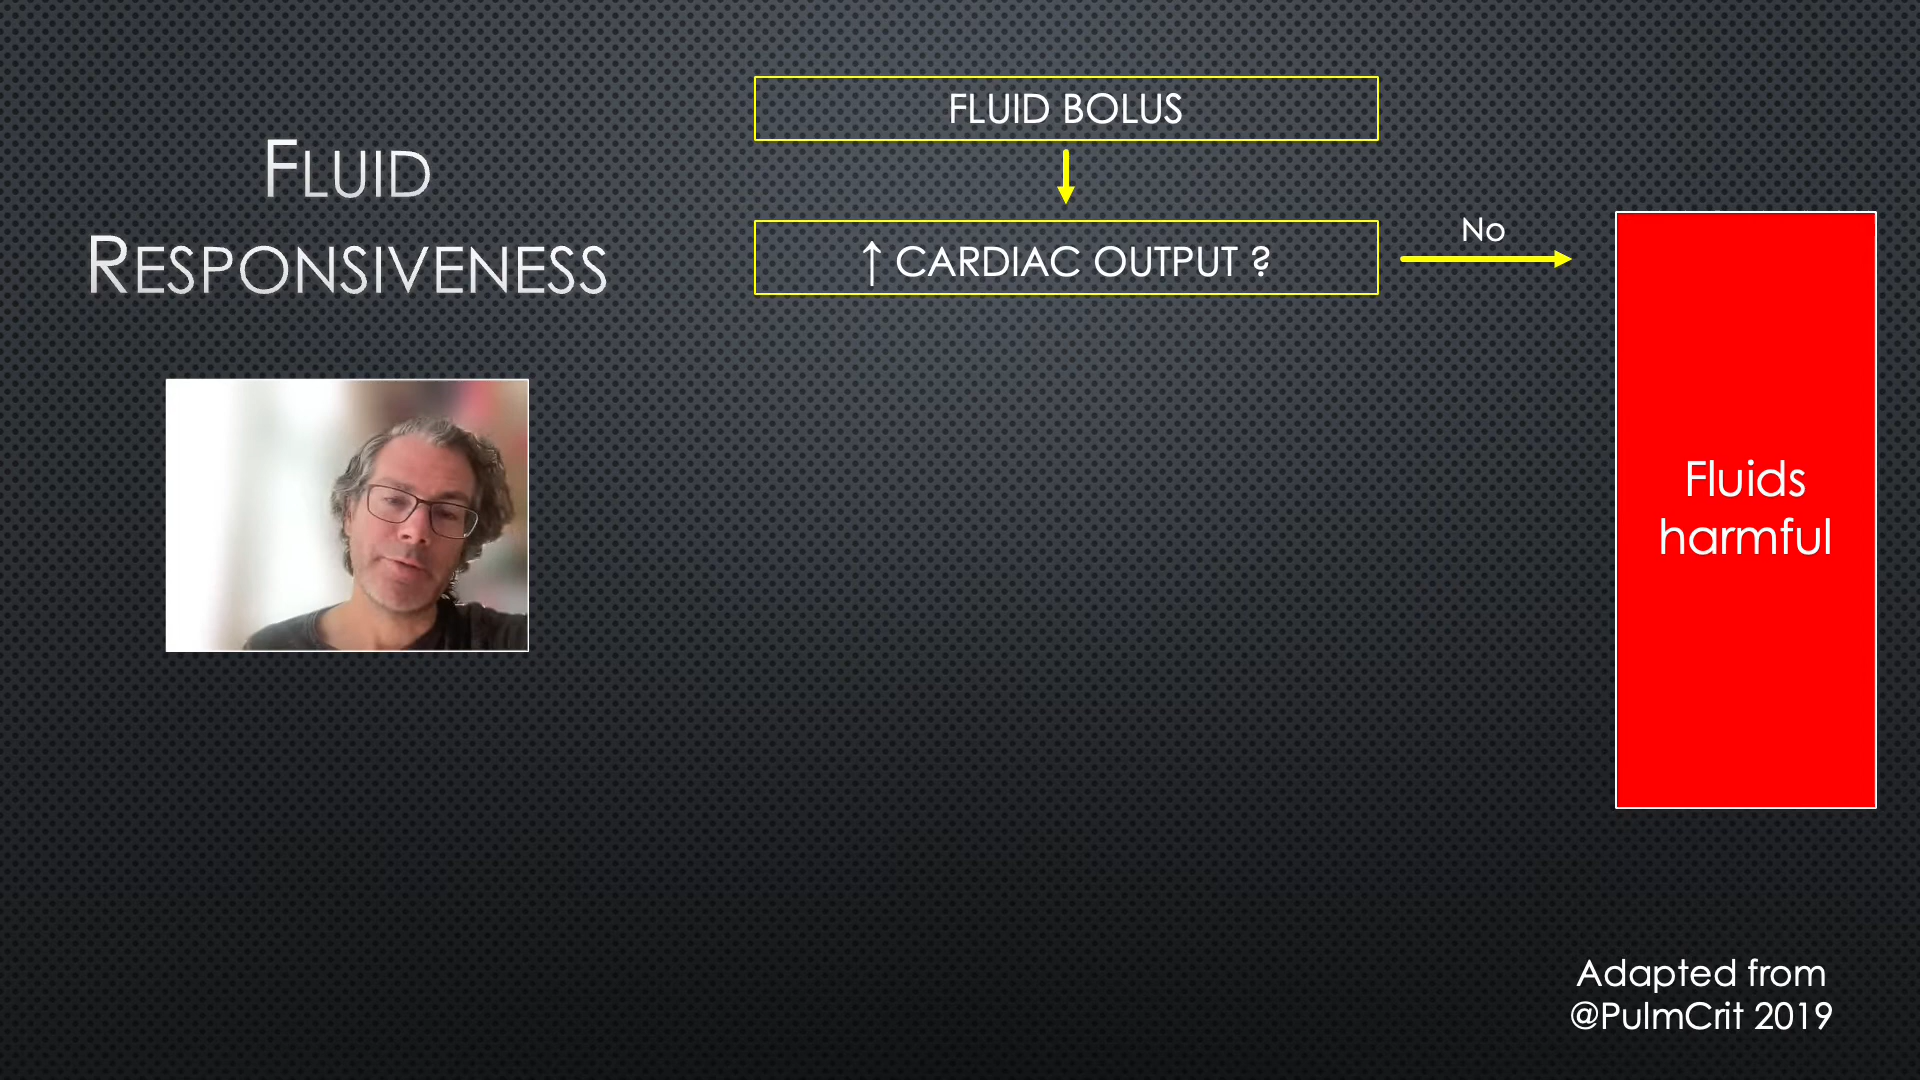 FLUID
RESPONSIVENESS
FLUID BOLUS
↑ CARDIAC OUTPUT ?
No
Fluids
harmful
Adapted from
@PulmCrit 2019